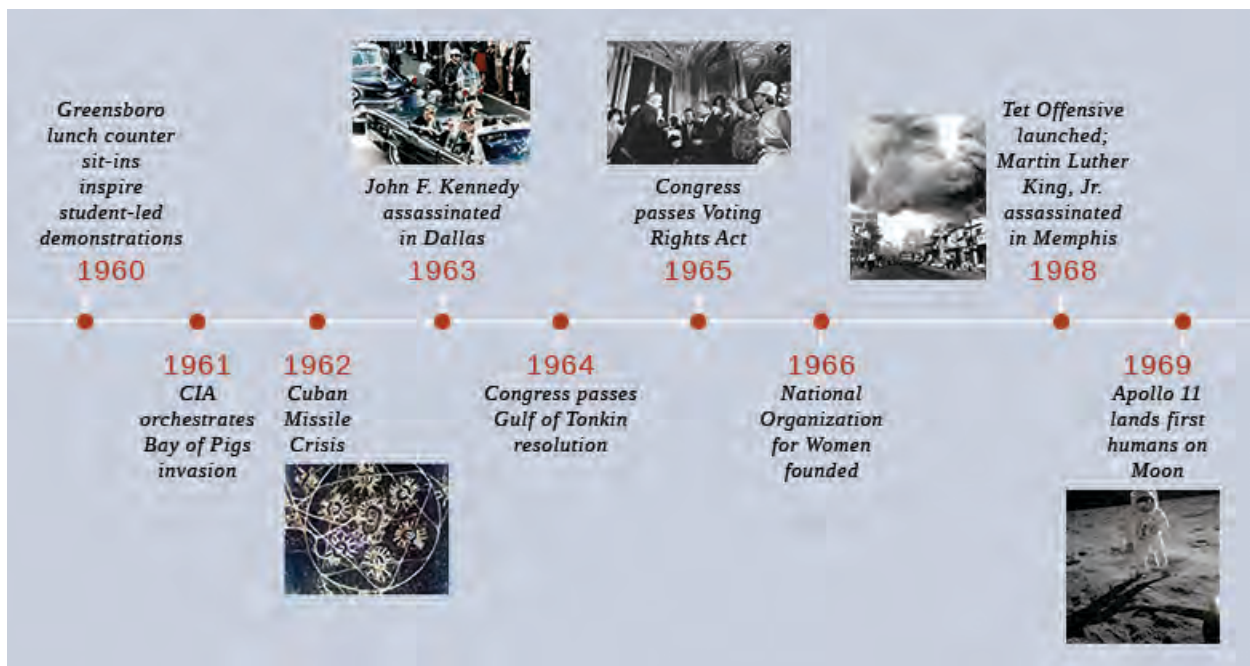 Greensboro
lunch counter
sit-ins
inspire
student-led
demonstrations
1960
1961
CIA
orchestrates
Bay of Pigs
invasion
1962
Cuban
Missile
Crisis
John F. Kennedy
assassinated
in Dallas
1963
1964
Congress passes
Gulf of Tonkin
resolution
Congress
passes Voting
Rights Act
1965
1966
National
Organization
for Women
founded
Tet Offensive
launched;
Martin Luther
King, Jr.
assassinated
in Memphis
1968
1969
Apollo 11
lands first
humans on
Moon